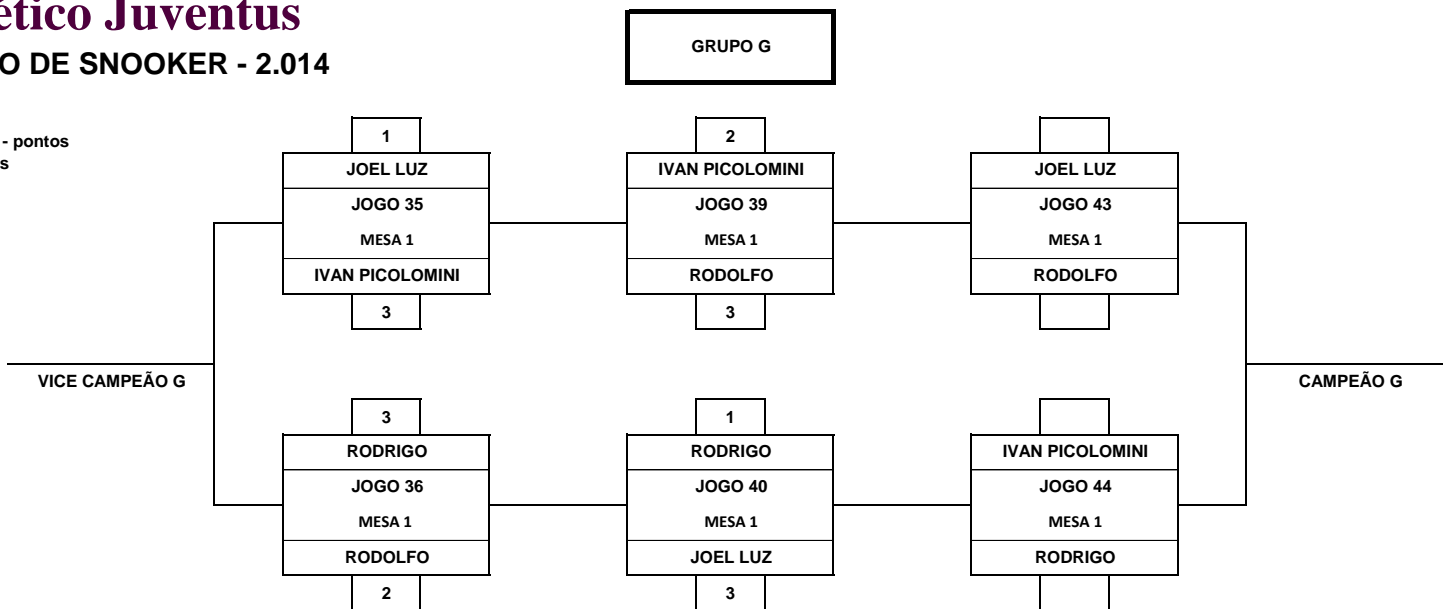 ético Juventus
O DE SNOOKER - 2.014
GRUPO G
- pontos
s
1
2
JOEL LUZ
IVAN PICOLOMINI
JOEL LUZ
JOGO 35
JOGO 39
JOGO 43
MESA 1
MESA 1
MESA 1
IVAN PICOLOMINI
RODOLFO
RODOLFO
3
3
VICE CAMPEÃO G
CAMPEÃO G
3
1
RODRIGO
RODRIGO
IVAN PICOLOMINI
JOGO 36
JOGO 40
JOGO 44
MESA 1
MESA 1
MESA 1
RODOLFO
JOEL LUZ
RODRIGO
2
3